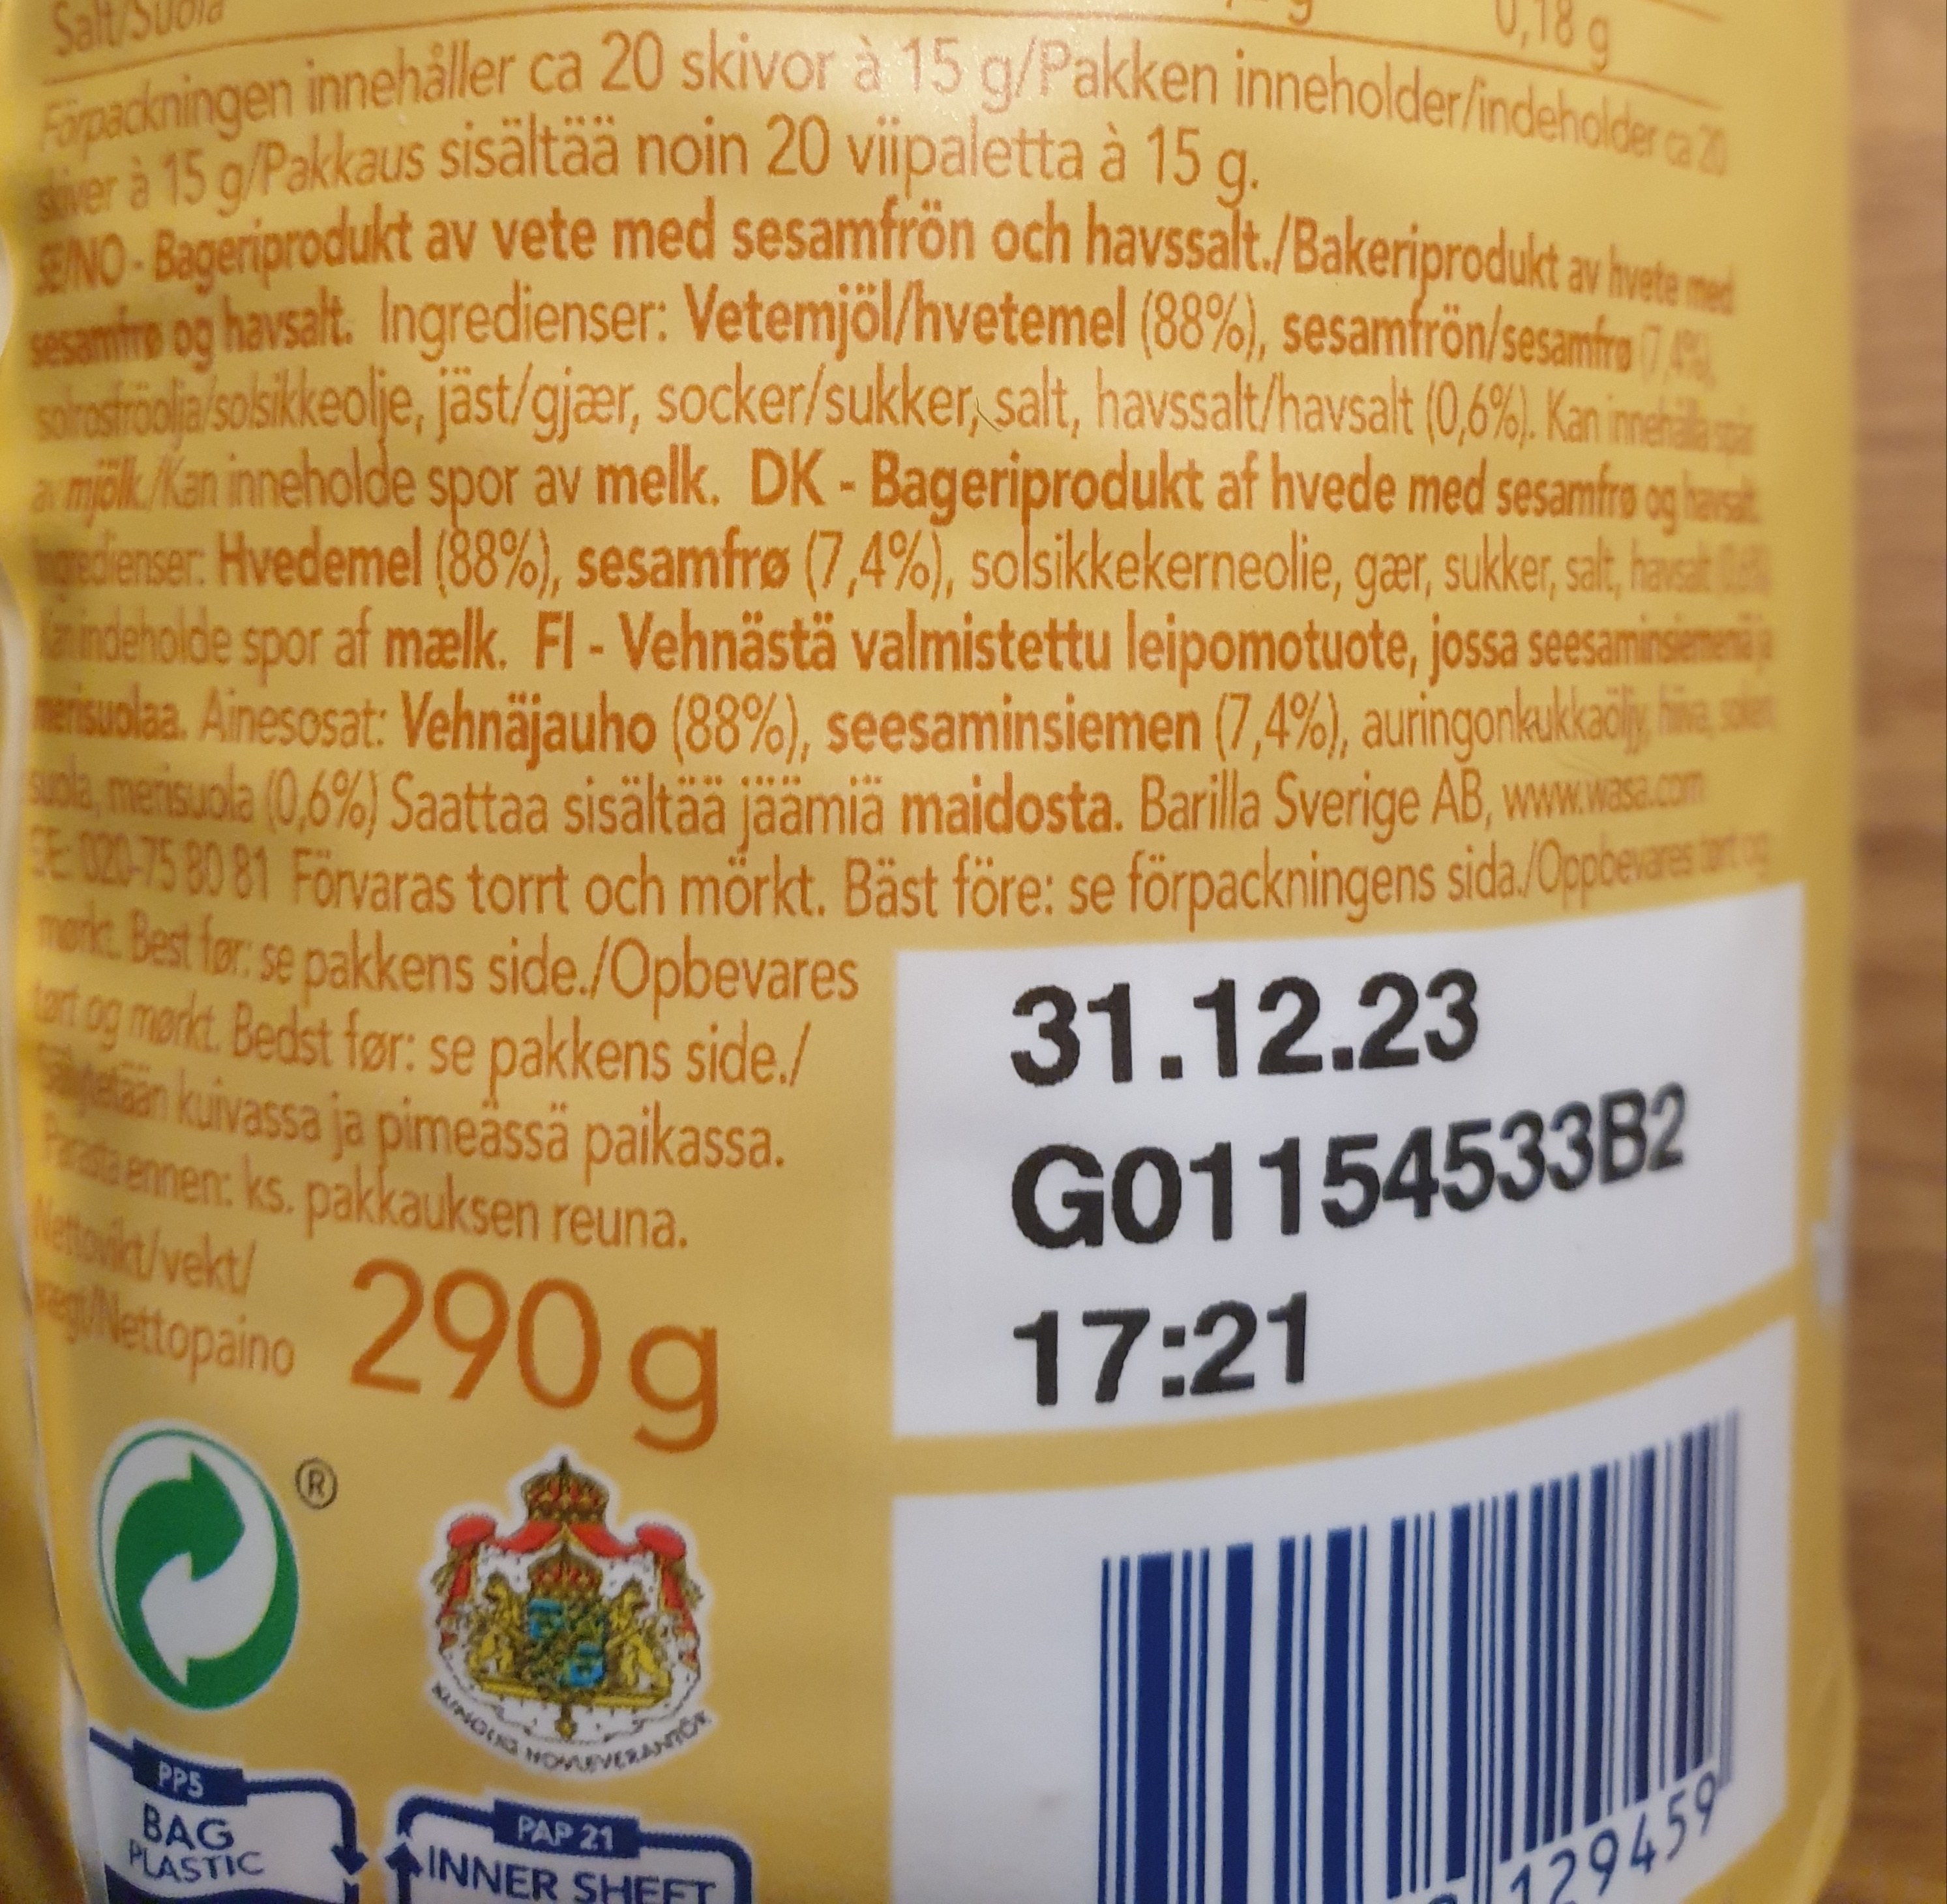 Salt/Suola
0,18 g
Förpackningen innehåller ca 20 skivor à 15 g/Pakken inneholder/indeholder ca 20
skiver à 15 g/Pakkaus sisältää noin 20 viipaletta à 15 g.
SE/NO - Bageriprodukt av vete med sesamfrön och havssalt./Bakeriprodukt av hvete med
sesamfrø og havsalt. Ingredienser: Vetemjöl/hvetemel (88%), sesamfrön/sesamfrø (7,4%),
solrosfröolja/solsikkeolje, jäst/gjær, socker/sukker, salt, havssalt/havsalt (0,6%). Kan innehålla spår
av mjölk./Kan inneholde spor av melk. DK - Bageriprodukt af hvede med sesamfrø og havsalt.
Ingredienser: Hvedemel (88%), sesamfrø (7,4%), solsikkekerneolie, gær, sukker, salt, havsalt (0,6%)
Kan indeholde spor af mælk. FI - Vehnästä valmistettu leipomotuote, jossa seesaminsiemeniä ja
merisuolaa. Ainesosat: Vehnäjauho (88%), seesaminsiemen (7,4%), auringonkukkaöljy, hiiva, sokeri,
suola, merisuola (0,6%) Saattaa sisältää jäämiä maidosta. Barilla Sverige AB, www.wasa.com
SE: 020-75 80 81 Förvaras torrt och mörkt. Bäst före: se förpackningens sida./Oppbevares tørt og
mørkt. Best før: se pakkens side./Opbevares
tørt og mørkt. Bedst før: se pakkens side./
Säilytetään kuivassa ja pimeässä paikassa.
Parasta ennen: ks. pakkauksen reuna.
Nettovikt/vekt/
vægt/Nettopaino 290 g
31.12.23
G01154533B2
17:21
®
KUNGLIG HOVLEVERANTÖR
PP5
BAG
PLASTIC
PAP 21
INNER SHEET
129459